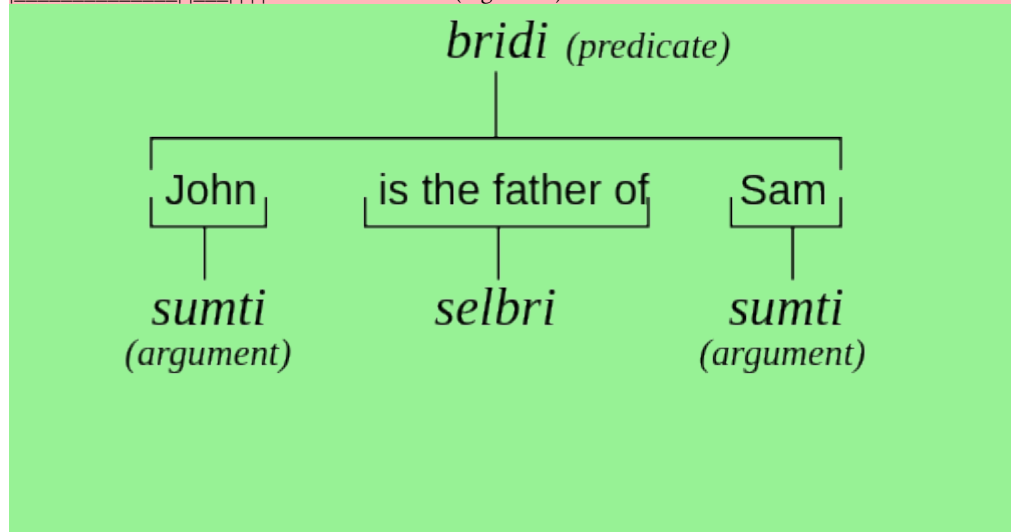 bridi (predicate)
John is the father of Sam
sumti selbri sumti
(argument) (argument)